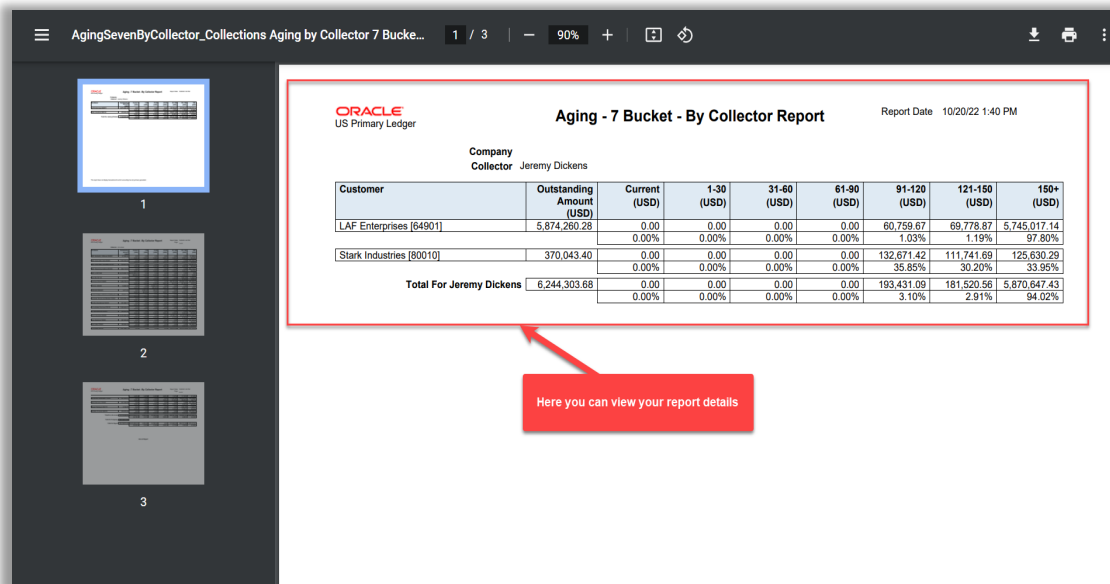 AgingSevenByCollector_Collections Aging by Collector 7 Bucke... 1 / 3 90%
1
2
3
ORACLE
US Primary Ledger
Aging - 7 Bucket - By Collector Report
Report Date 10/20/22 1:40 PM
Company
Collector Jeremy Dickens
Customer Outstanding Amount (USD) Current (USD) 1-30 (USD) 31-60 (USD) 61-90 (USD) 91-120 (USD) 121-150 (USD) 150+ (USD)
LAF Enterprises [64901] 5,874,260.28 0.00 0.00 0.00 0.00 60,759.67 69,778.87 5,745,017.14
0.00% 0.00% 0.00% 0.00% 1.03% 1.19% 97.80%
Stark Industries [80010] 370,043.40 0.00 0.00 0.00 0.00 132,671.42 111,741.69 125,630.29
0.00% 0.00% 0.00% 0.00% 35.85% 30.20% 33.95%
Total For Jeremy Dickens 6,244,303.68 0.00 0.00 0.00 0.00 193,431.09 181,520.56 5,870,647.43
0.00% 0.00% 0.00% 0.00% 3.10% 2.91% 94.02%
Here you can view your report details